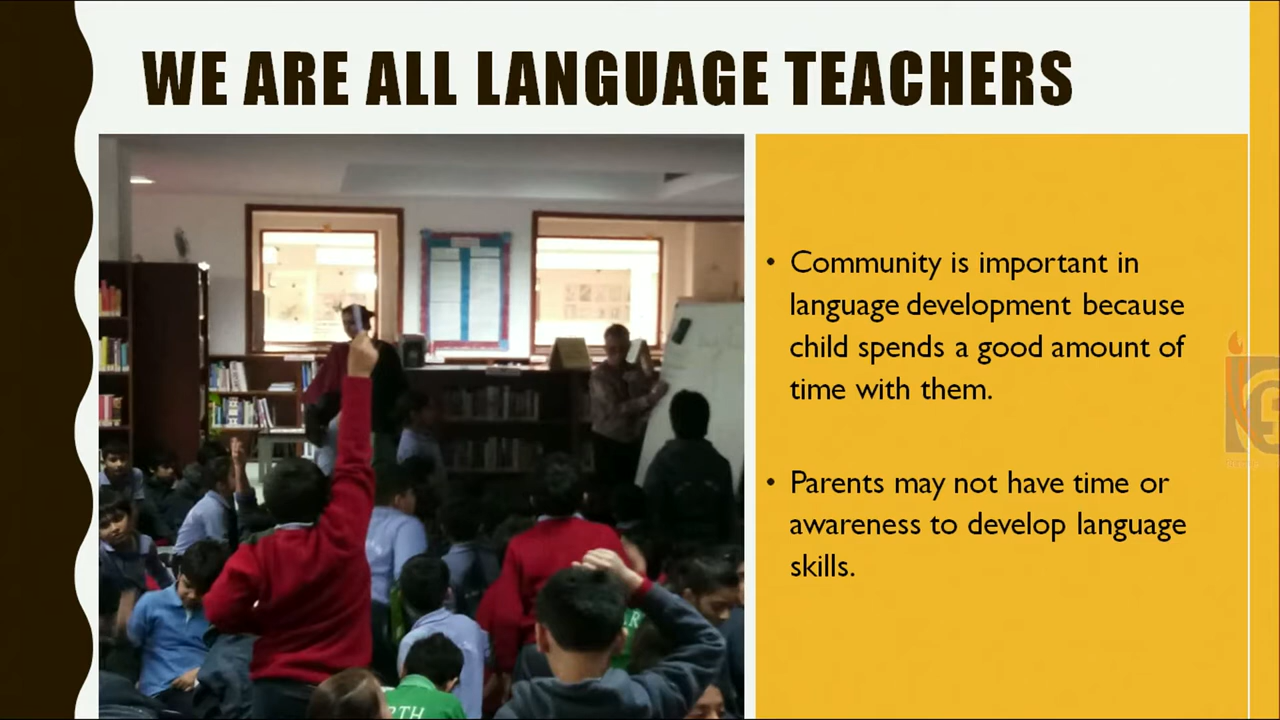 WE ARE ALL LANGUAGE TEACHERS
• Community is important in
language development because
child spends a good amount of
time with them.
• Parents may not have time or
awareness to develop language
skills.